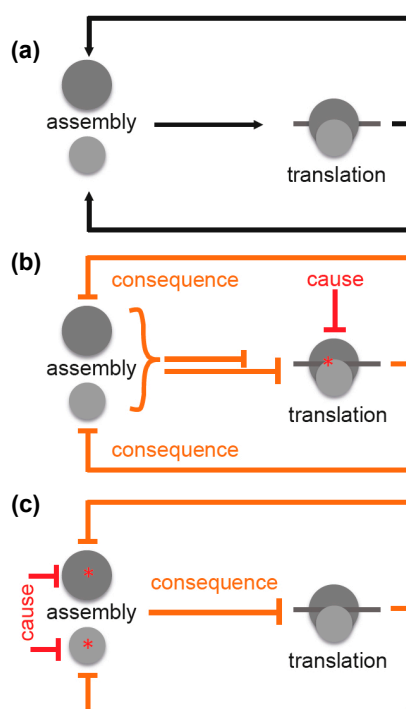 (a)
assembly
translation
(b)
consequence
cause
assembly
translation
consequence
(c)
*
consequence
cause
assembly
*
translation